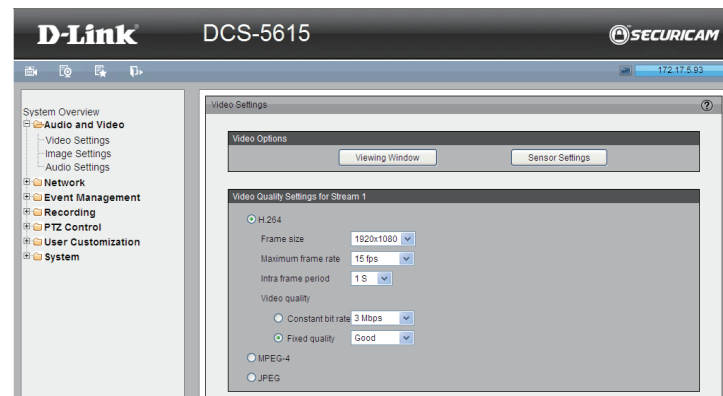 D-Link
DCS-5615
SECURICAM
172.17.5.93
System Overview
Audio and Video
Video Settings
Image Settings
Audio Settings
Network
Event Management
Recording
PTZ Control
User Customization
System
Video Settings
?
Video Options
Viewing Window
Sensor Settings
Video Quality Settings for Stream 1
H.264
Frame size 1920x1080
Maximum frame rate 15 fps
Intra frame period 1 S
Video quality
Constant bit rate 3 Mbps
Fixed quality Good
MPEG-4
JPEG